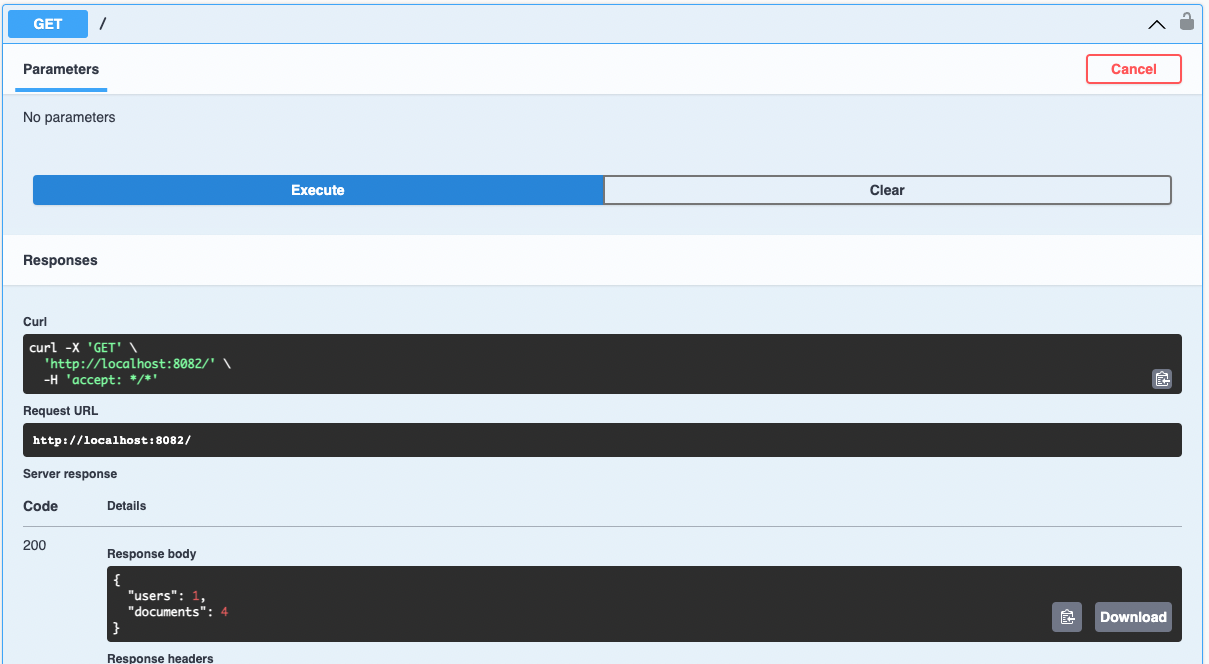 GET /
Parameters
Cancel
No parameters
Execute
Clear
Responses
Curl
curl -X 'GET' \
  'http://localhost:8082/' \
  -H 'accept: */*'
Request URL
http://localhost:8082/
Server response
Code Details
200
Response body
{
  "users": 1,
  "documents": 4
}
Download
Response headers